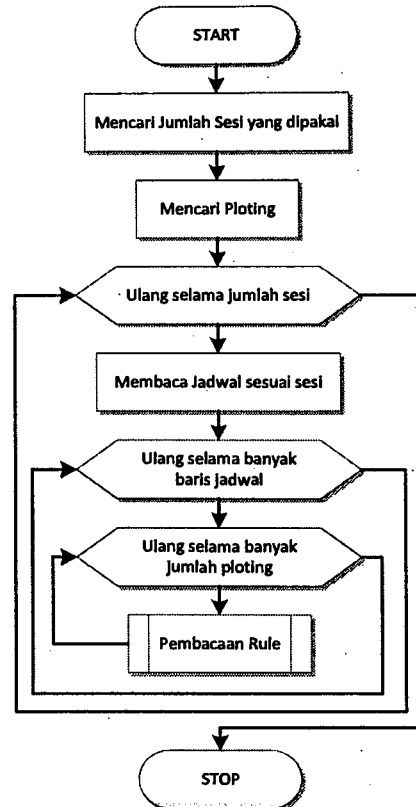 START
Mencari Jumlah Sesi yang dipakai
Mencari Ploting
Ulang selama jumlah sesi
Membaca Jadwal sesuai sesi
Ulang selama banyak
baris jadwal
Ulang selama banyak
jumlah ploting
Pembacaan Rule
STOP